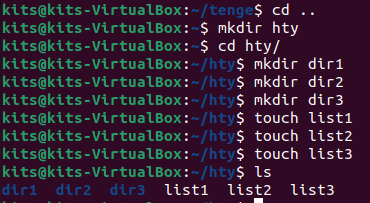 kits@kits-VirtualBox:~/tenge$ cd ..
kits@kits-VirtualBox:~$ mkdir hty
kits@kits-VirtualBox:~$ cd hty/
kits@kits-VirtualBox:~/hty$ mkdir dir1
kits@kits-VirtualBox:~/hty$ mkdir dir2
kits@kits-VirtualBox:~/hty$ mkdir dir3
kits@kits-VirtualBox:~/hty$ touch list1
kits@kits-VirtualBox:~/hty$ touch list2
kits@kits-VirtualBox:~/hty$ touch list3
kits@kits-VirtualBox:~/hty$ ls
dir1 dir2 dir3 list1 list2 list3